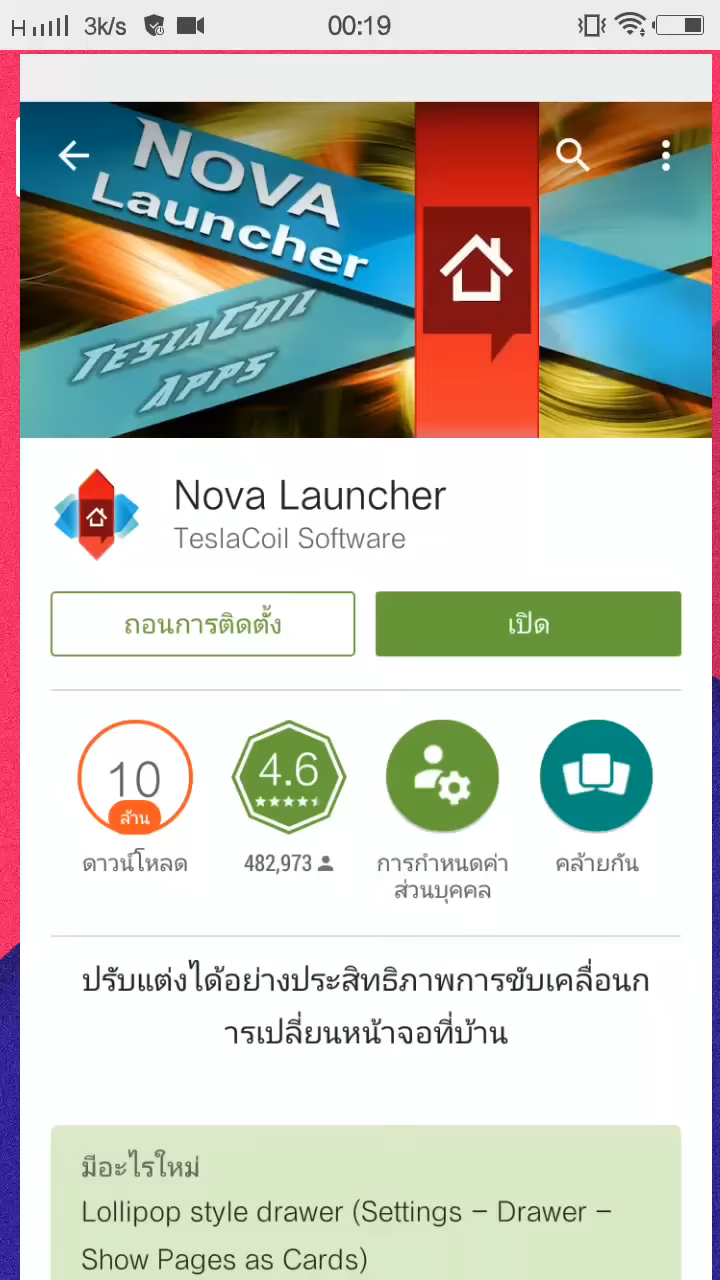 H 3k/s 00:19
NOVA
Launcher
TESLACOIL
APPS
Nova Launcher
TeslaCoil Software
ถอนการติดตั้ง เปิด
10 4.6
ล้าน
ดาวน์โหลด 482,973 การกำหนดค่า คล้ายกัน
ส่วนบุคคล
ปรับแต่งได้อย่างประสิทธิภาพการขับเคลื่อนก
ารเปลี่ยนหน้าจอที่บ้าน
มีอะไรใหม่
Lollipop style drawer (Settings – Drawer –
Show Pages as Cards)